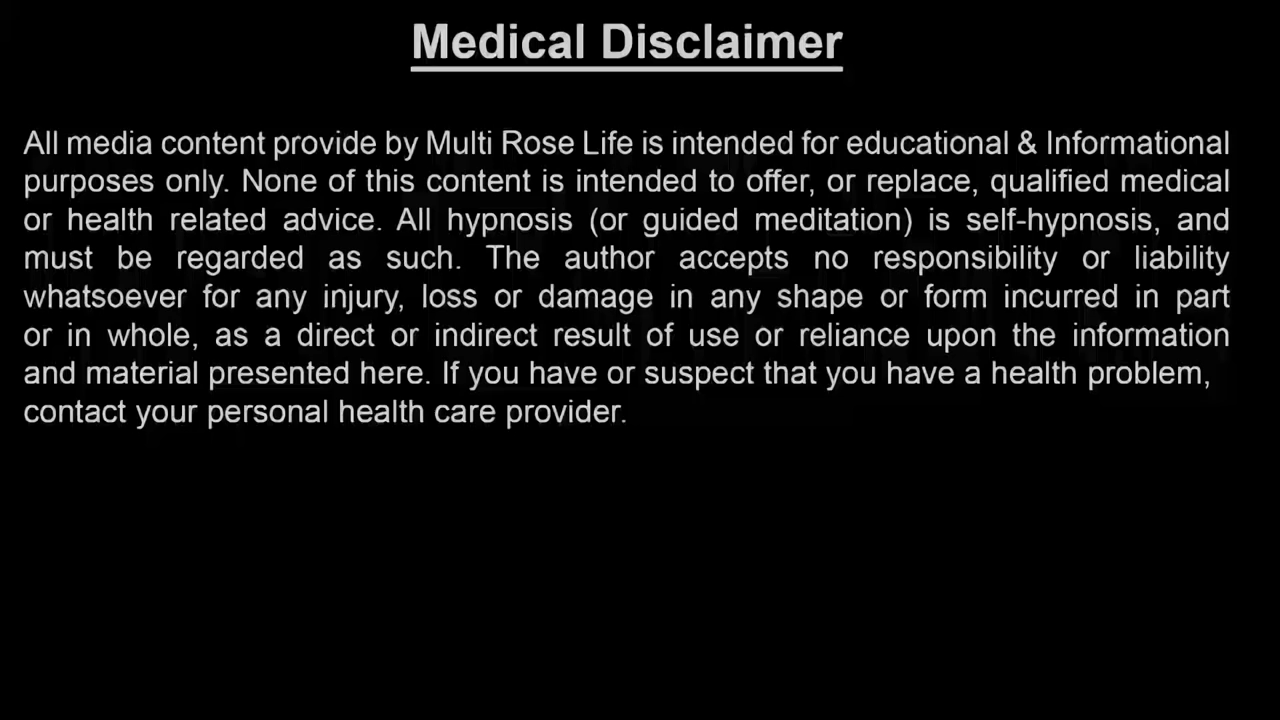 Medical Disclaimer
All media content provide by Multi Rose Life is intended for educational & Informational
purposes only. None of this content is intended to offer, or replace, qualified medical
or health related advice. All hypnosis (or guided meditation) is self-hypnosis, and
must be regarded as such. The author accepts no responsibility or liability
whatsoever for any injury, loss or damage in any shape or form incurred in part
or in whole, as a direct or indirect result of use or reliance upon the information
and material presented here. If you have or suspect that you have a health problem,
contact your personal health care provider.